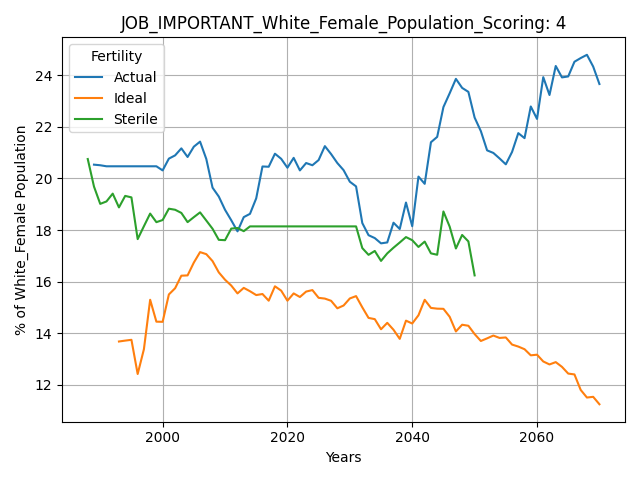 JOB_IMPORTANT_White_Female_Population_Scoring: 4
Fertility
Actual
Ideal
Sterile
% of White_Female Population
24
22
20
18
16
14
12
2000
2020
2040
2060
Years